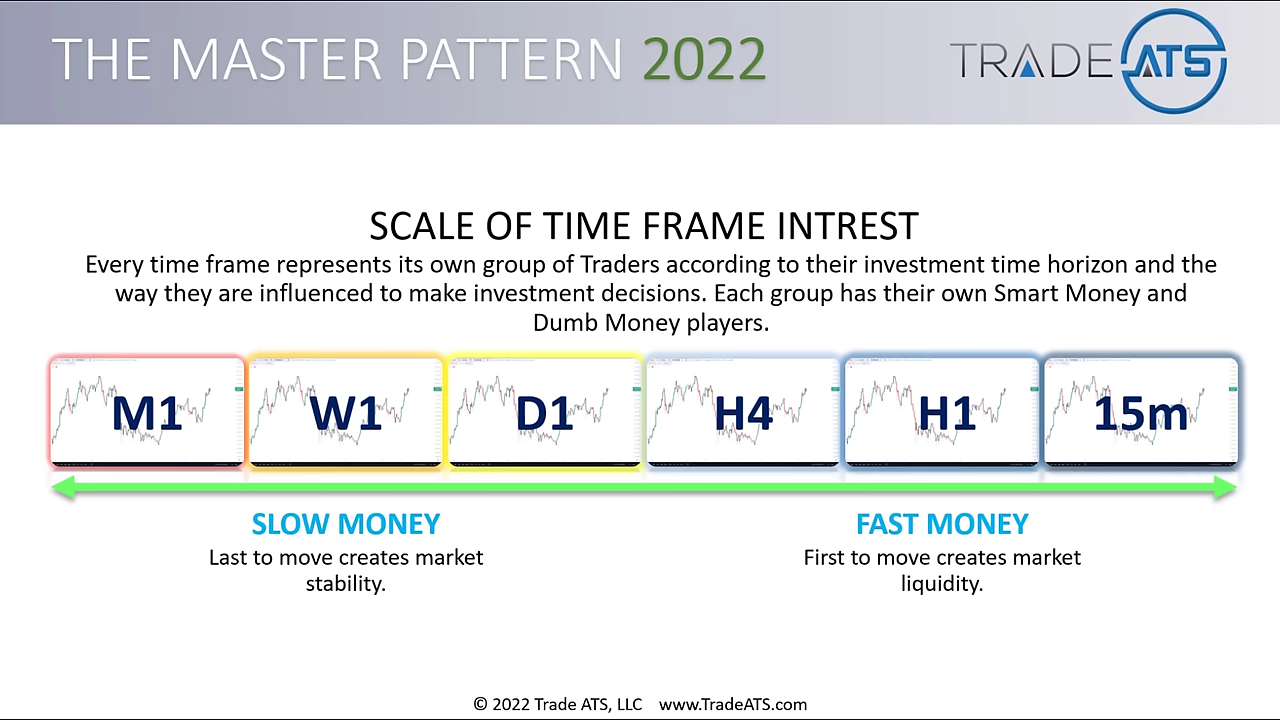 THE MASTER PATTERN 2022
TRADE ATS
SCALE OF TIME FRAME INTREST
Every time frame represents its own group of Traders according to their investment time horizon and the
way they are influenced to make investment decisions. Each group has their own Smart Money and
Dumb Money players.
M1 W1 D1 H4 H1 15m
SLOW MONEY
Last to move creates market
stability.
FAST MONEY
First to move creates market
liquidity.
© 2022 Trade ATS, LLC www.TradeATS.com